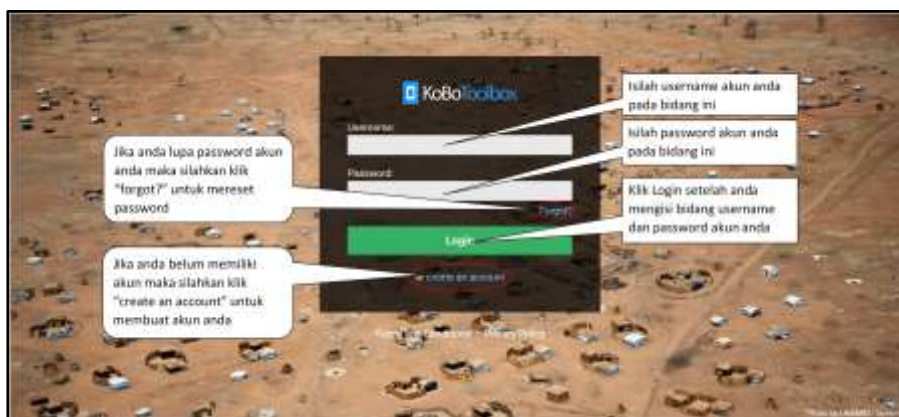 KoBoToolbox
Isilah username akun anda
pada bidang ini
Username:
Isilah password akun anda
pada bidang ini
Jika anda lupa password akun
anda maka silahkan klik
"forgot?" untuk mereset
password
Password:
Forgot?
Klik Login setelah anda
mengisi bidang username
dan password akun anda
Login
or create an account
Jika anda belum memiliki
akun maka silahkan klik
"create an account" untuk
membuat akun anda
Privacy Policy